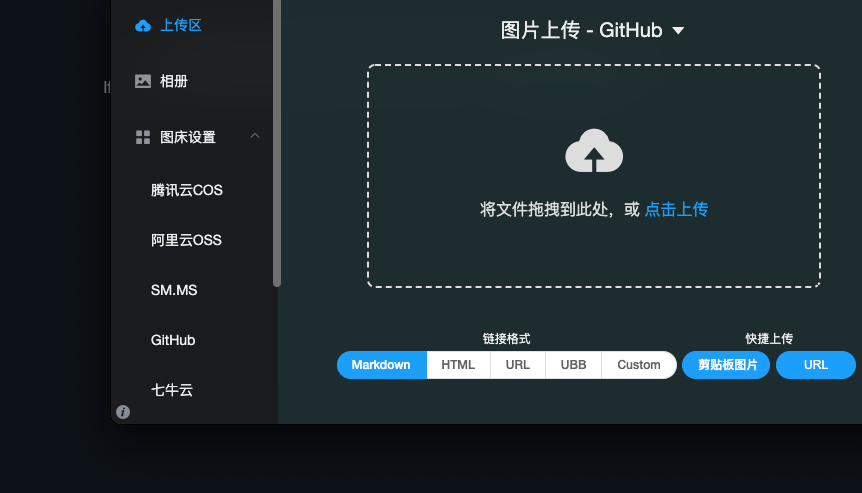 上传区
相册
图床设置
腾讯云COS
阿里云OSS
SM.MS
GitHub
七牛云
图片上传 - GitHub
将文件拖拽到此处，或 点击上传
链接格式
Markdown HTML URL UBB Custom
快捷上传
剪贴板图片 URL